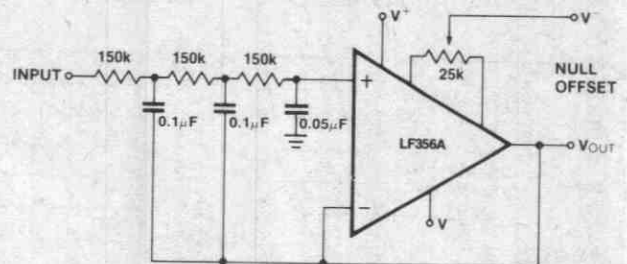 V+
V-
150k
150k
150k
INPUT
25k
NULL
OFFSET
+
0.1µF
0.1µF
0.05µF
LF356A
VOUT
-
V